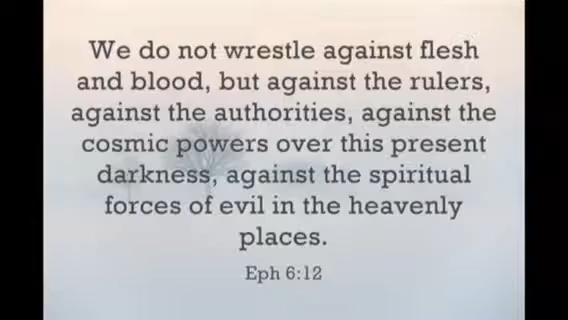 We do not wrestle against flesh
and blood, but against the rulers,
against the authorities, against the
cosmic powers over this present
darkness, against the spiritual
forces of evil in the heavenly
places.
Eph 6:12